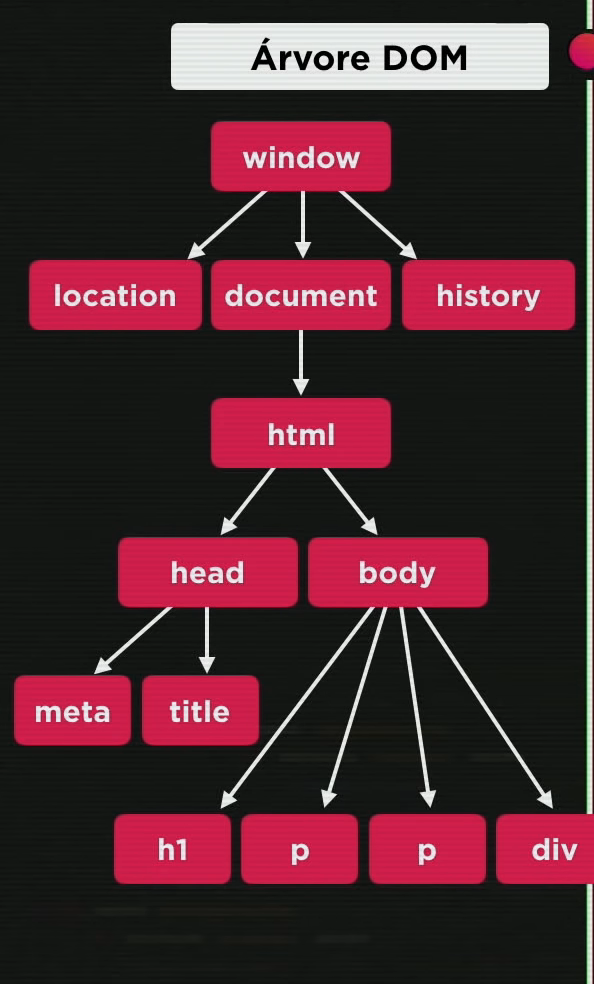 Árvore DOM
window
location document history
html
head body
meta title
h1 p p div